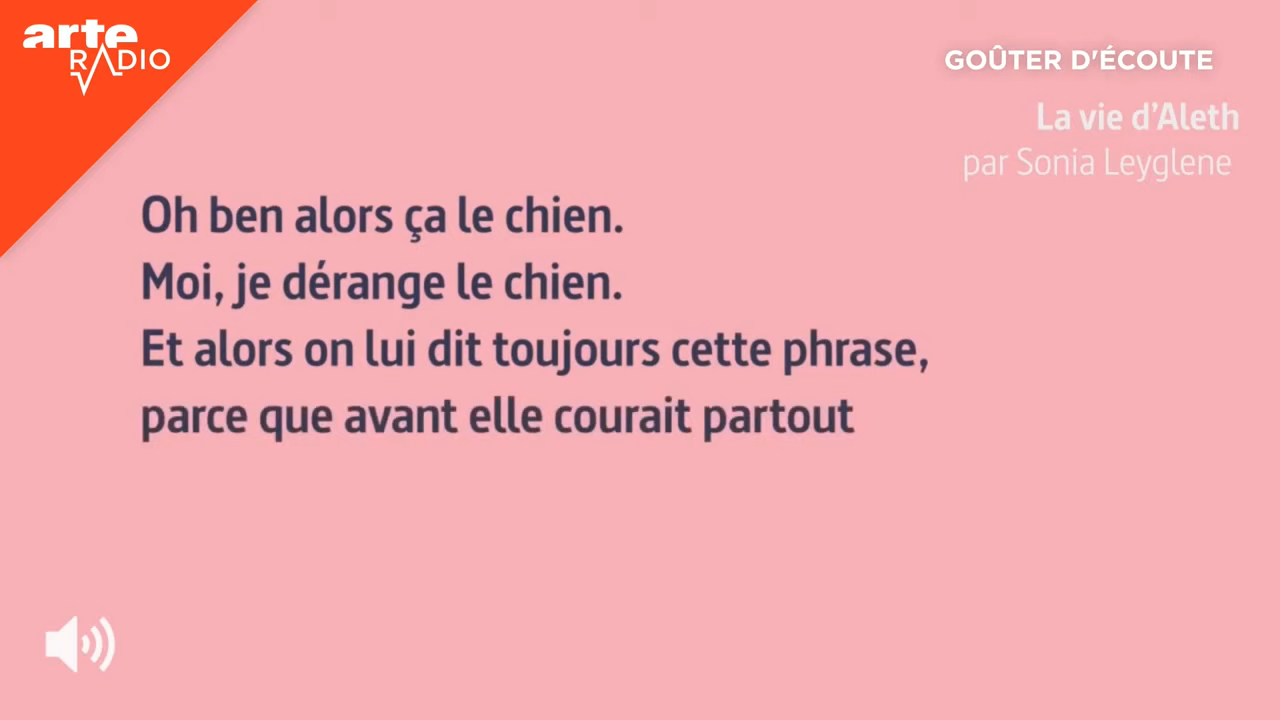 arte
RADIO
GOÛTER D'ÉCOUTE
La vie d’Aleth
par Sonia Leyglene
Oh ben alors ça le chien.
Moi, je dérange le chien.
Et alors on lui dit toujours cette phrase,
parce que avant elle courait partout